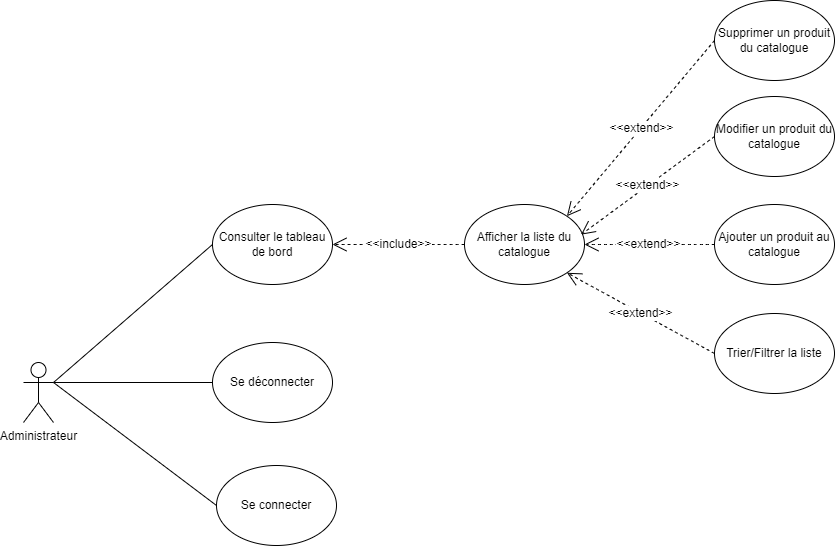 Supprimer un produit
du catalogue
<<extend>>
Modifier un produit du
catalogue
<<extend>>
Consulter le tableau
de bord
<<include>>
Afficher la liste du
catalogue
<<extend>>
Ajouter un produit au
catalogue
<<extend>>
Trier/Filtrer la liste
Se déconnecter
Administrateur
Se connecter